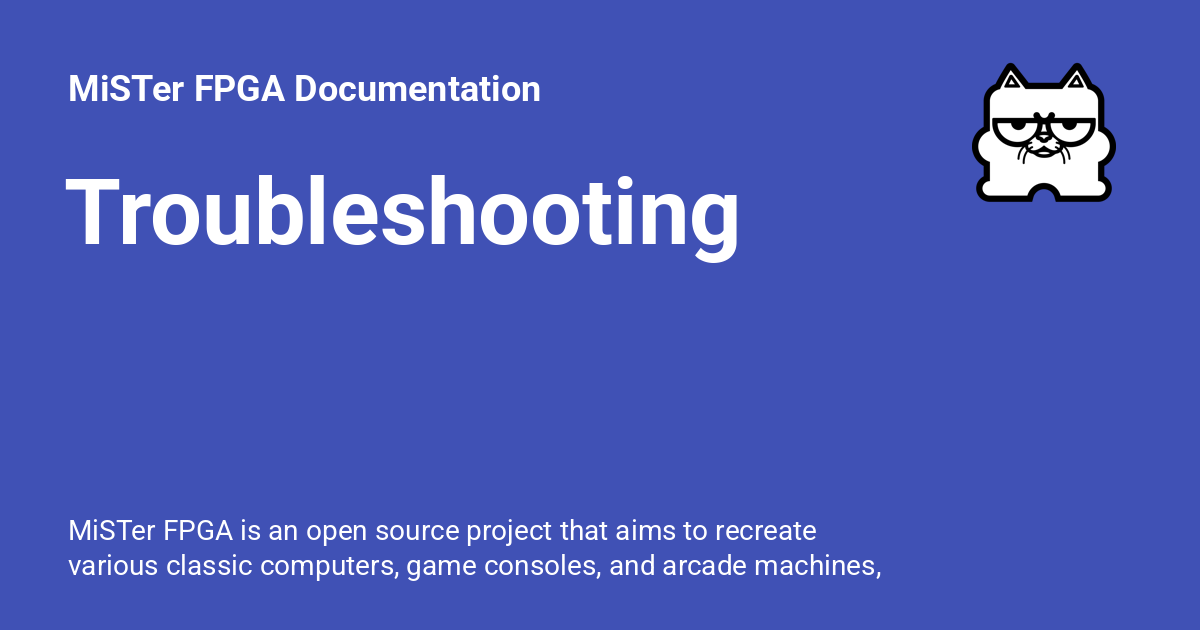 MiSTer FPGA Documentation
Troubleshooting
MiSTer FPGA is an open source project that aims to recreate
various classic computers, game consoles, and arcade machines,